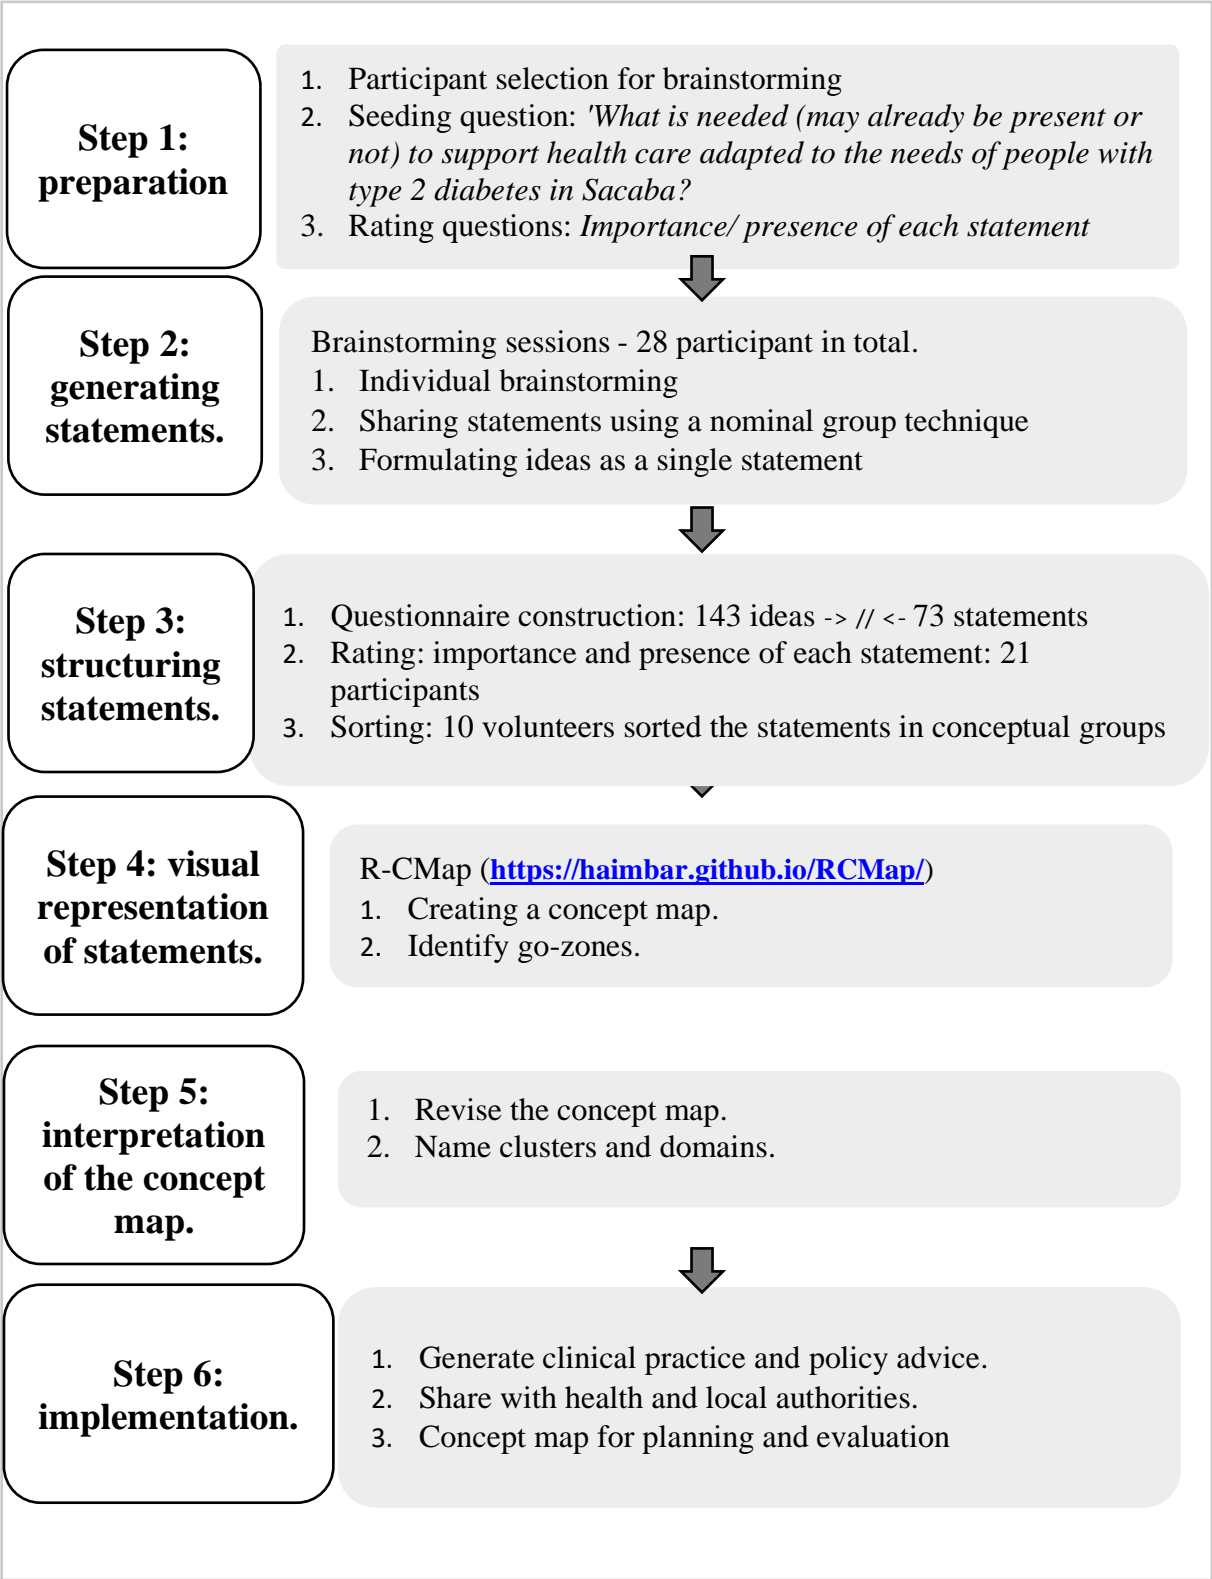 Step 1:
preparation
1. Participant selection for brainstorming
2. Seeding question: 'What is needed (may already be present or
not) to support health care adapted to the needs of people with
type 2 diabetes in Sacaba?
3. Rating questions: Importance/ presence of each statement
Step 2:
generating
statements.
Brainstorming sessions - 28 participant in total.
1. Individual brainstorming
2. Sharing statements using a nominal group technique
3. Formulating ideas as a single statement
Step 3:
structuring
statements.
1. Questionnaire construction: 143 ideas -> // <- 73 statements
2. Rating: importance and presence of each statement: 21
participants
3. Sorting: 10 volunteers sorted the statements in conceptual groups
Step 4: visual
representation
of statements.
R-CMap (https://haimbar.github.io/RCMap/)
1. Creating a concept map.
2. Identify go-zones.
Step 5:
interpretation
of the concept
map.
1. Revise the concept map.
2. Name clusters and domains.
Step 6:
implementation.
1. Generate clinical practice and policy advice.
2. Share with health and local authorities.
3. Concept map for planning and evaluation